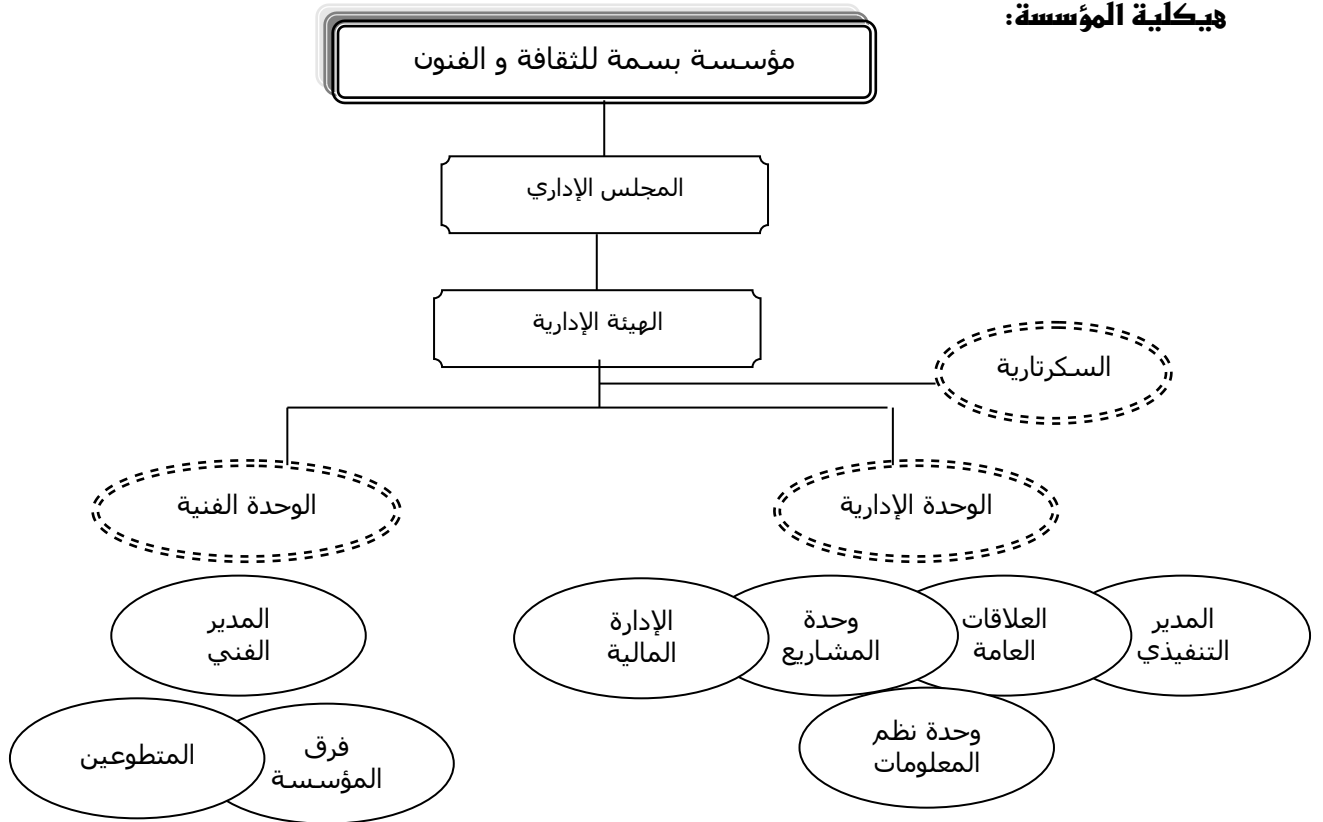 هيكلية المؤسسة:
مؤسسة بسمة للثقافة و الفنون
المجلس الإداري
الهيئة الإدارية
السكرتارية
الوحدة الإدارية
الوحدة الفنية
المدير
التنفيذي
العلاقات
العامة
وحدة
المشاريع
الإدارة
المالية
وحدة نظم
المعلومات
المدير
الفني
فرق
المؤسسة
المتطوعين